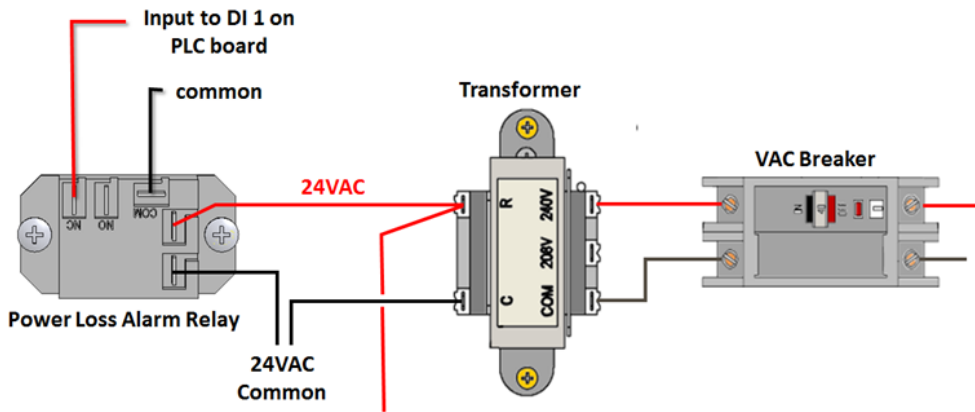 Input to DI 1 on
PLC board
common
Transformer
VAC Breaker
24VAC
NC
NO
COM
R
240V
208V
C
COM
Power Loss Alarm Relay
24VAC
Common